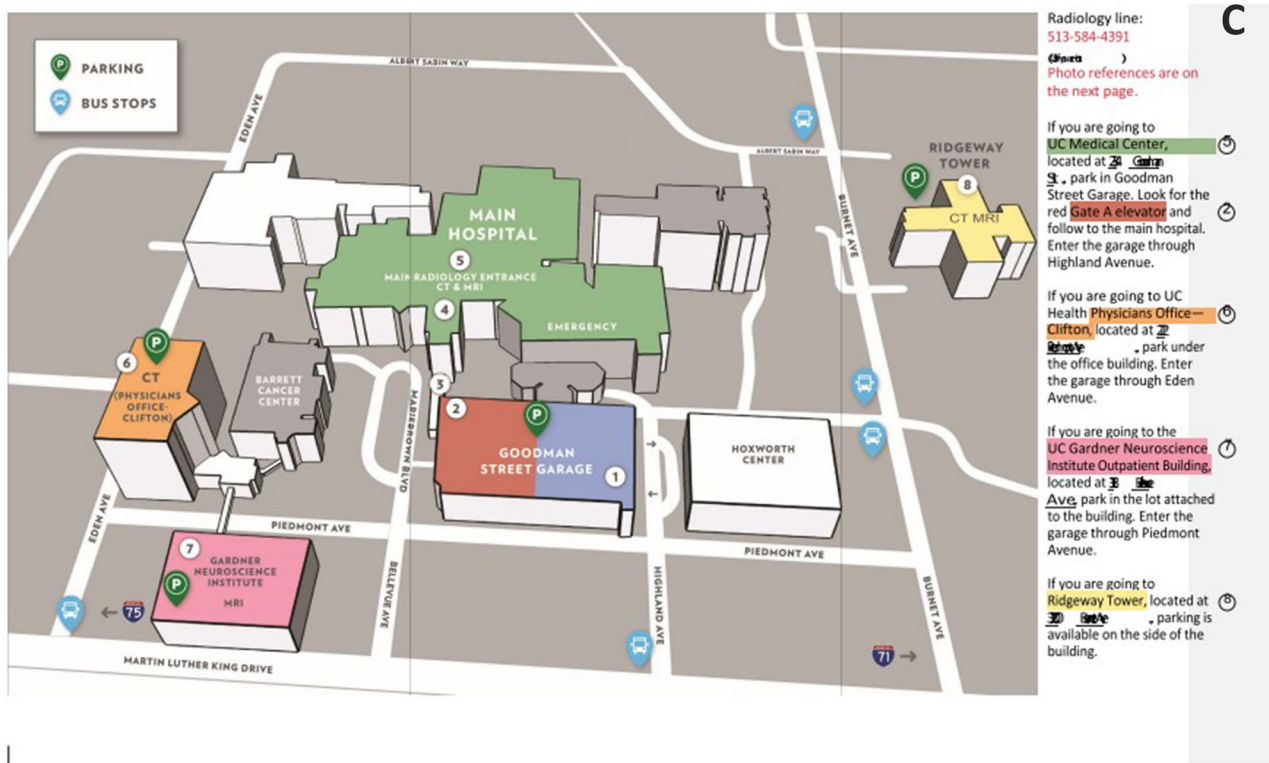 C
PARKING
BUS STOPS
ALBERT SABIN WAY
EDEN AVE
ALBERT SABIN WAY
RIDGEWAY
TOWER
8
CT MRI
BURNET AVE
MAIN
HOSPITAL
5
MAIN RADIOLOGY ENTRANCE
CT & MRI
4
EMERGENCY
6
CT
(PHYSICIANS
OFFICE-
CLIFTON)
BARRETT
CANCER
CENTER
MARIEBROWN BLVD
3
2
GOODMAN
STREET GARAGE
1
HOXWORTH
CENTER
EDEN AVE
PIEDMONT AVE
PIEDMONT AVE
7
GARDNER
NEUROSCIENCE
INSTITUTE
MRI
BELLEVUE AVE
HIGHLAND AVE
BURNET AVE
75
71
MARTIN LUTHER KING DRIVE
Radiology line:
513-584-4391
Photo references are on
the next page.
If you are going to
UC Medical Center, 5
located at
St., park in Goodman
Street Garage. Look for the
red Gate A elevator and 2
follow to the main hospital.
Enter the garage through
Highland Avenue.
If you are going to UC
Health Physicians Office— 6
Clifton, located at
, park under
the office building. Enter
the garage through Eden
Avenue.
If you are going to the
UC Gardner Neuroscience 7
Institute Outpatient Building,
located at
Ave, park in the lot attached
to the building. Enter the
garage through Piedmont
Avenue.
If you are going to
Ridgeway Tower, located at 8
, parking is
available on the side of the
building.